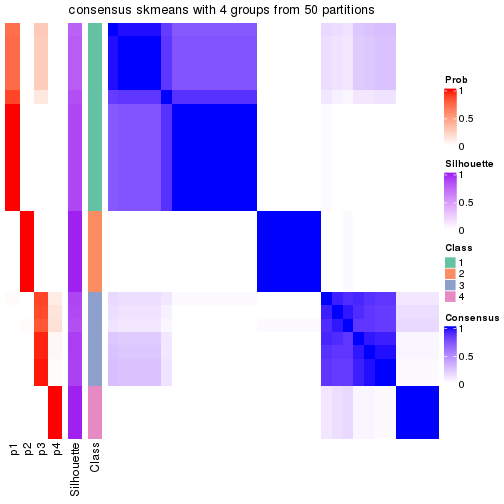 consensus skmeans with 4 groups from 50 partitions
Prob
1
0.5
0
Silhouette
1
0.5
0
Class
1
2
3
4
Consensus
1
0.5
0
p1
p2
p3
p4
Silhouette
Class